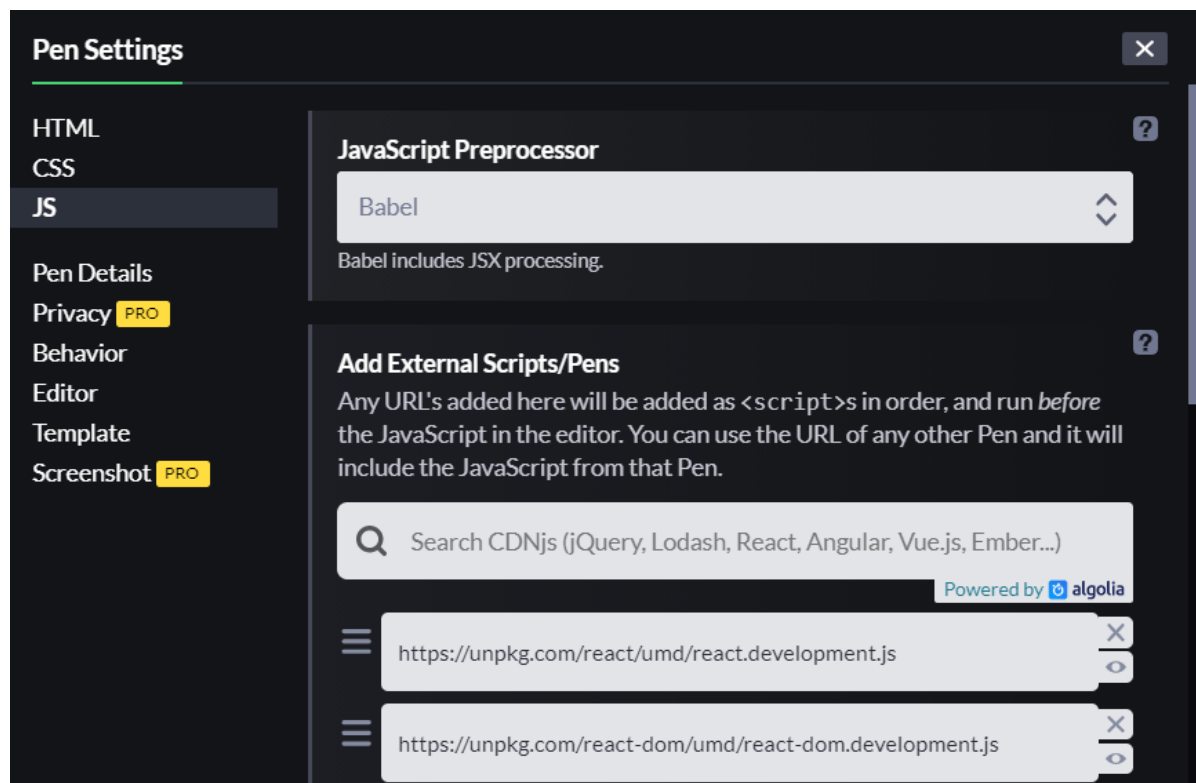 Pen Settings
HTML
CSS
JS
Pen Details
Privacy PRO
Behavior
Editor
Template
Screenshot PRO
JavaScript Preprocessor
Babel
Babel includes JSX processing.
Add External Scripts/Pens
Any URL's added here will be added as <script>s in order, and run before
the JavaScript in the editor. You can use the URL of any other Pen and it will
include the JavaScript from that Pen.
Search CDNjs (jQuery, Lodash, React, Angular, Vue.js, Ember...)
Powered by algolia
https://unpkg.com/react/umd/react.development.js
https://unpkg.com/react-dom/umd/react-dom.development.js